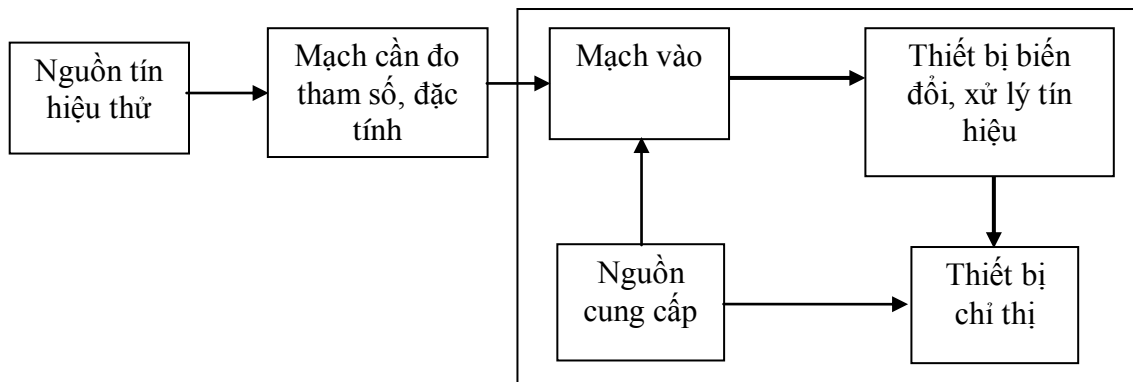 Nguồn tín
hiệu thử
Mạch cần đo
tham số, đặc
tính
Mạch vào
Thiết bị biến
đổi, xử lý tín
hiệu
Nguồn
cung cấp
Thiết bị
chỉ thị